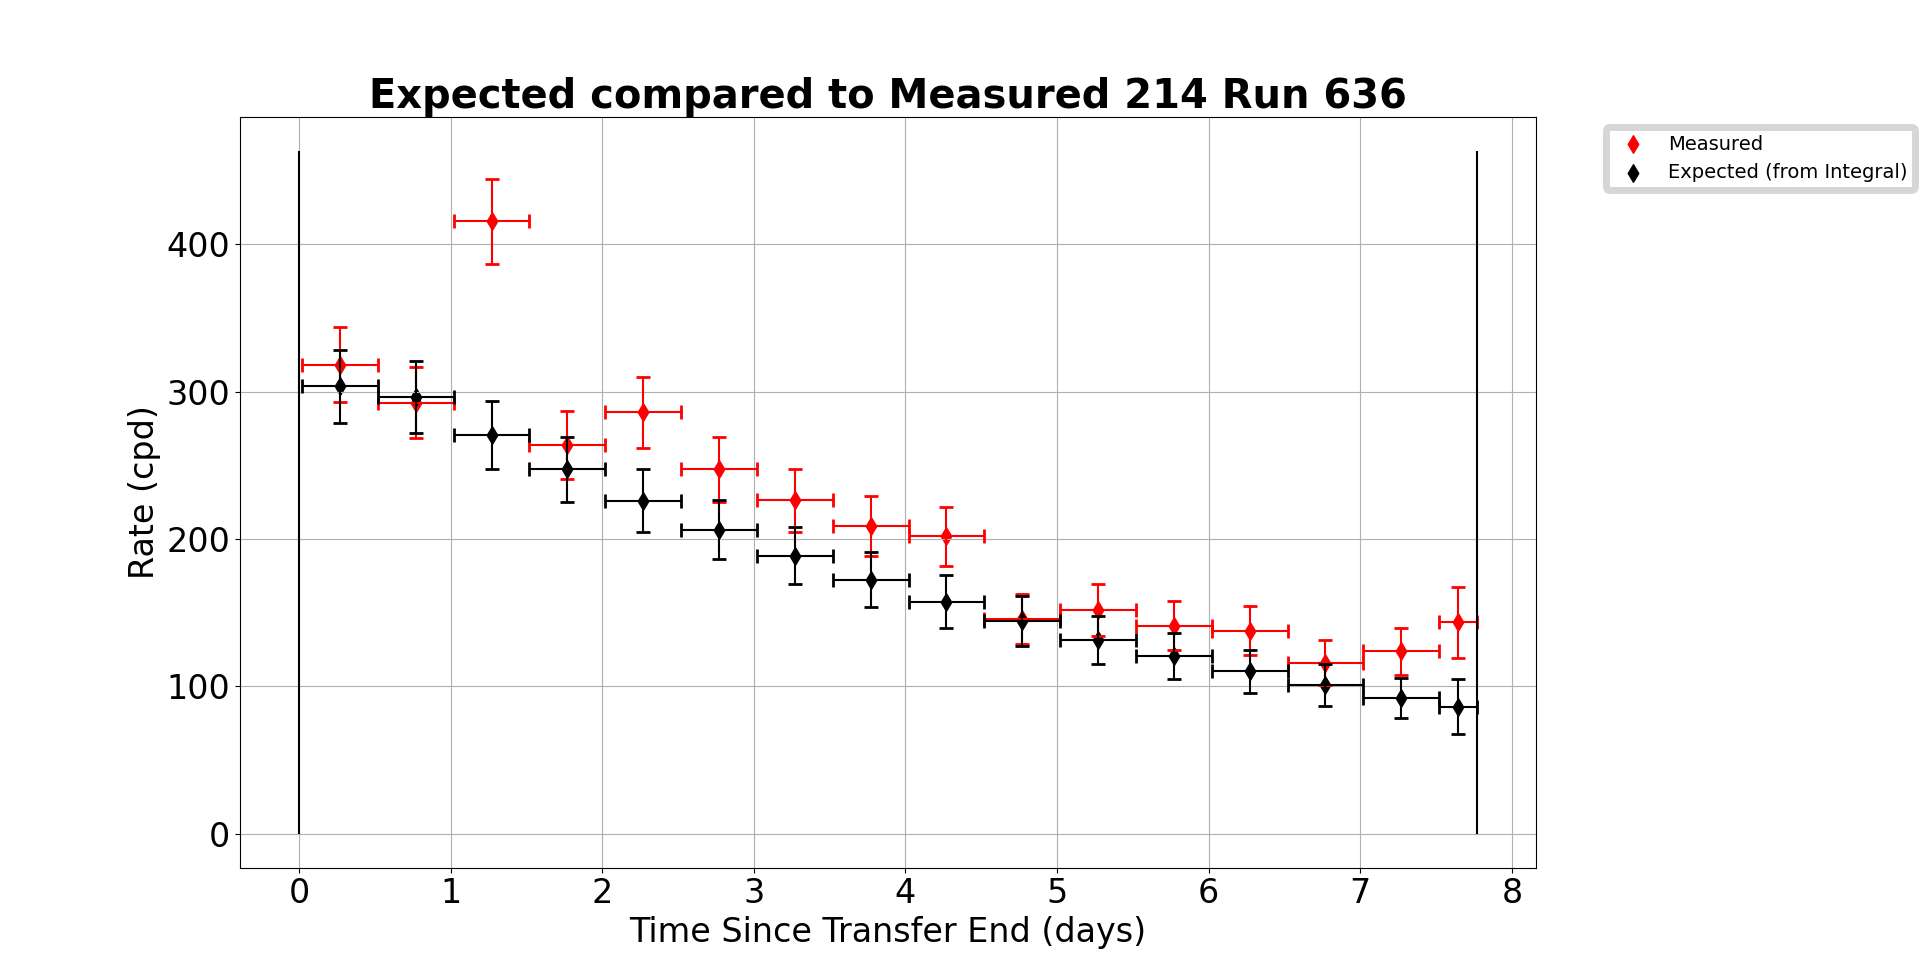 Expected compared to Measured 214 Run 636
Measured
Expected (from Integral)
400
300
200
100
0
Rate (cpd)
0 1 2 3 4 5 6 7 8
Time Since Transfer End (days)